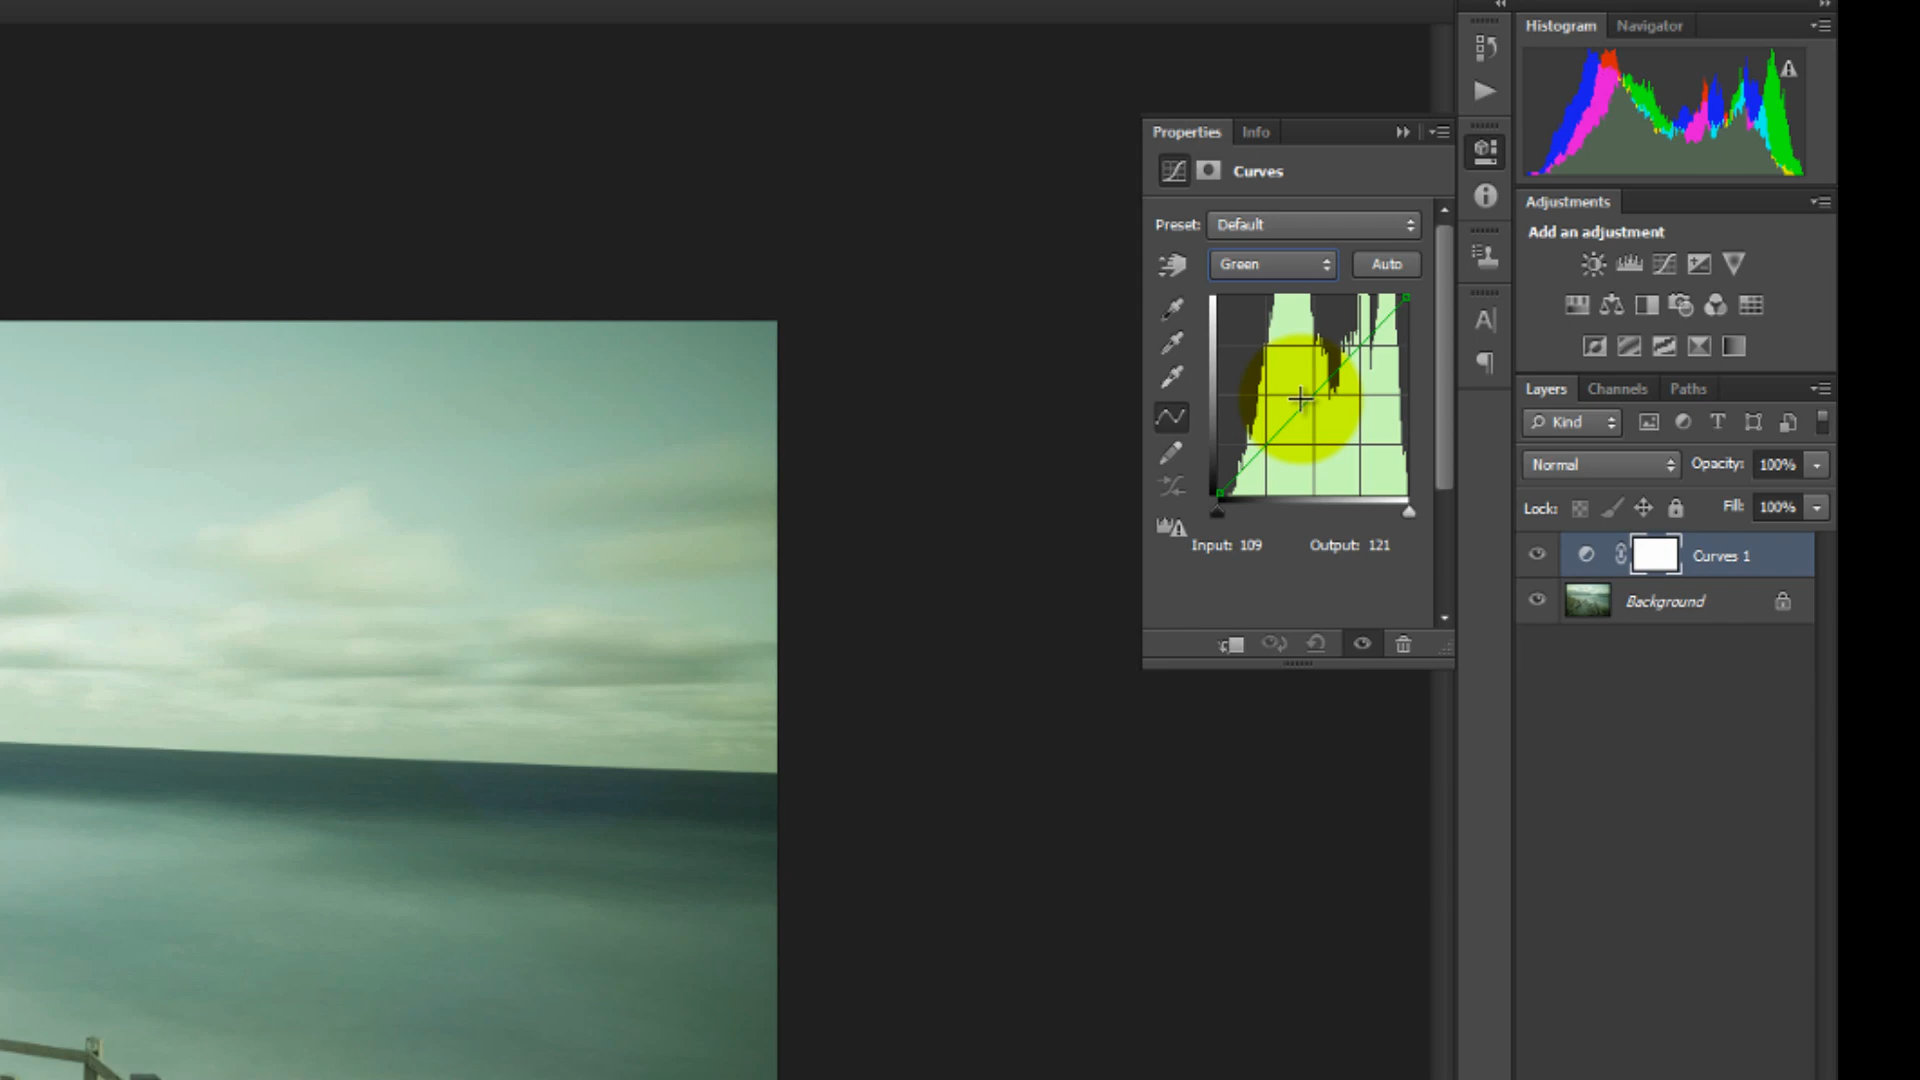 Histogram Navigator
Properties Info
Curves
Preset: Default
Green Auto
Input: 109 Output: 121
Adjustments
Add an adjustment
A
Layers Channels Paths
Kind T
Normal Opacity: 100%
Lock: Fill: 100%
Curves 1
Background